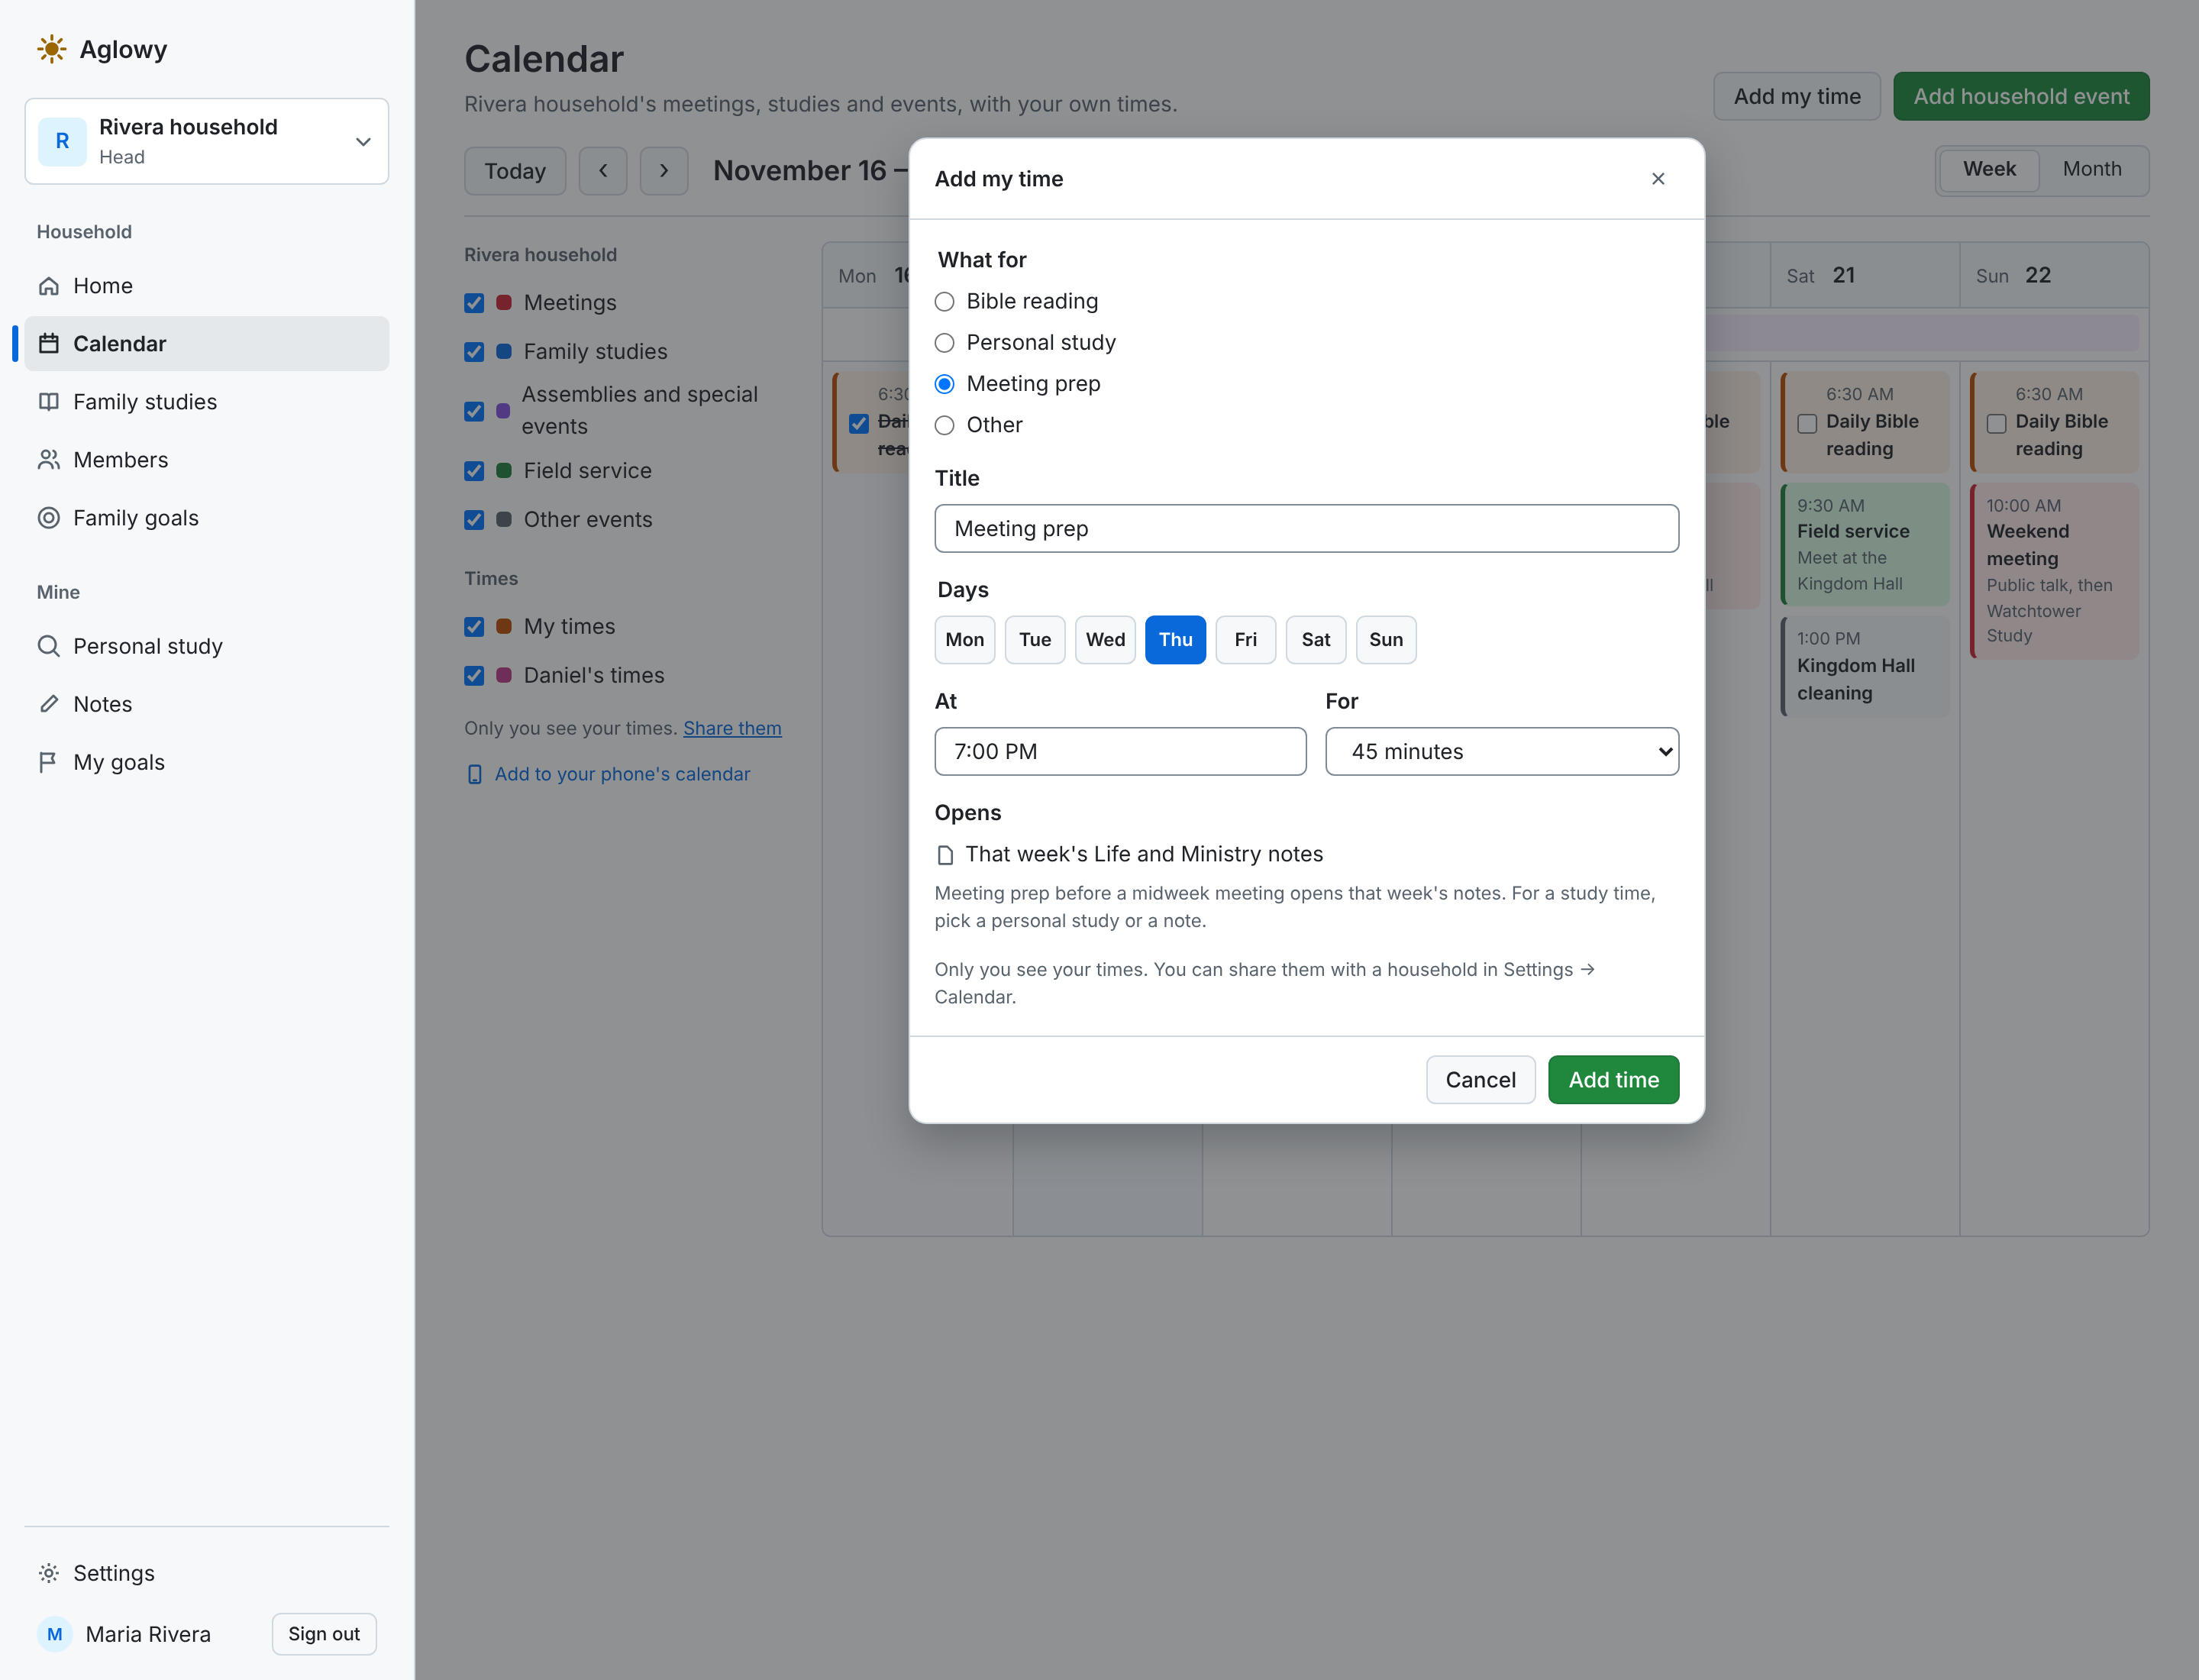 Aglowy
R
Rivera household
Head
Household
Home
Calendar
Family studies
Members
Family goals
Mine
Personal study
Notes
My goals
Settings
M
Maria Rivera
Sign out
Calendar
Rivera household's meetings, studies and events, with your own times.
Add my time
Add household event
Today
November 16 –
Week
Month
Rivera household
Meetings
Family studies
Assemblies and special
events
Field service
Other events
Times
My times
Daniel's times
Only you see your times. Share them
Add to your phone's calendar
Mon
Sat 21
Sun 22
6:30 AM
Daily Bible
reading
9:30 AM
Field service
Meet at the
Kingdom Hall
1:00 PM
Kingdom Hall
cleaning
6:30 AM
Daily Bible
reading
10:00 AM
Weekend
meeting
Public talk, then
Watchtower
Study
Add my time
What for
Bible reading
Personal study
Meeting prep
Other
Title
Meeting prep
Days
Mon Tue Wed Thu Fri Sat Sun
At
For
7:00 PM
45 minutes
Opens
That week's Life and Ministry notes
Meeting prep before a midweek meeting opens that week's notes. For a study time,
pick a personal study or a note.
Only you see your times. You can share them with a household in Settings →
Calendar.
Cancel
Add time